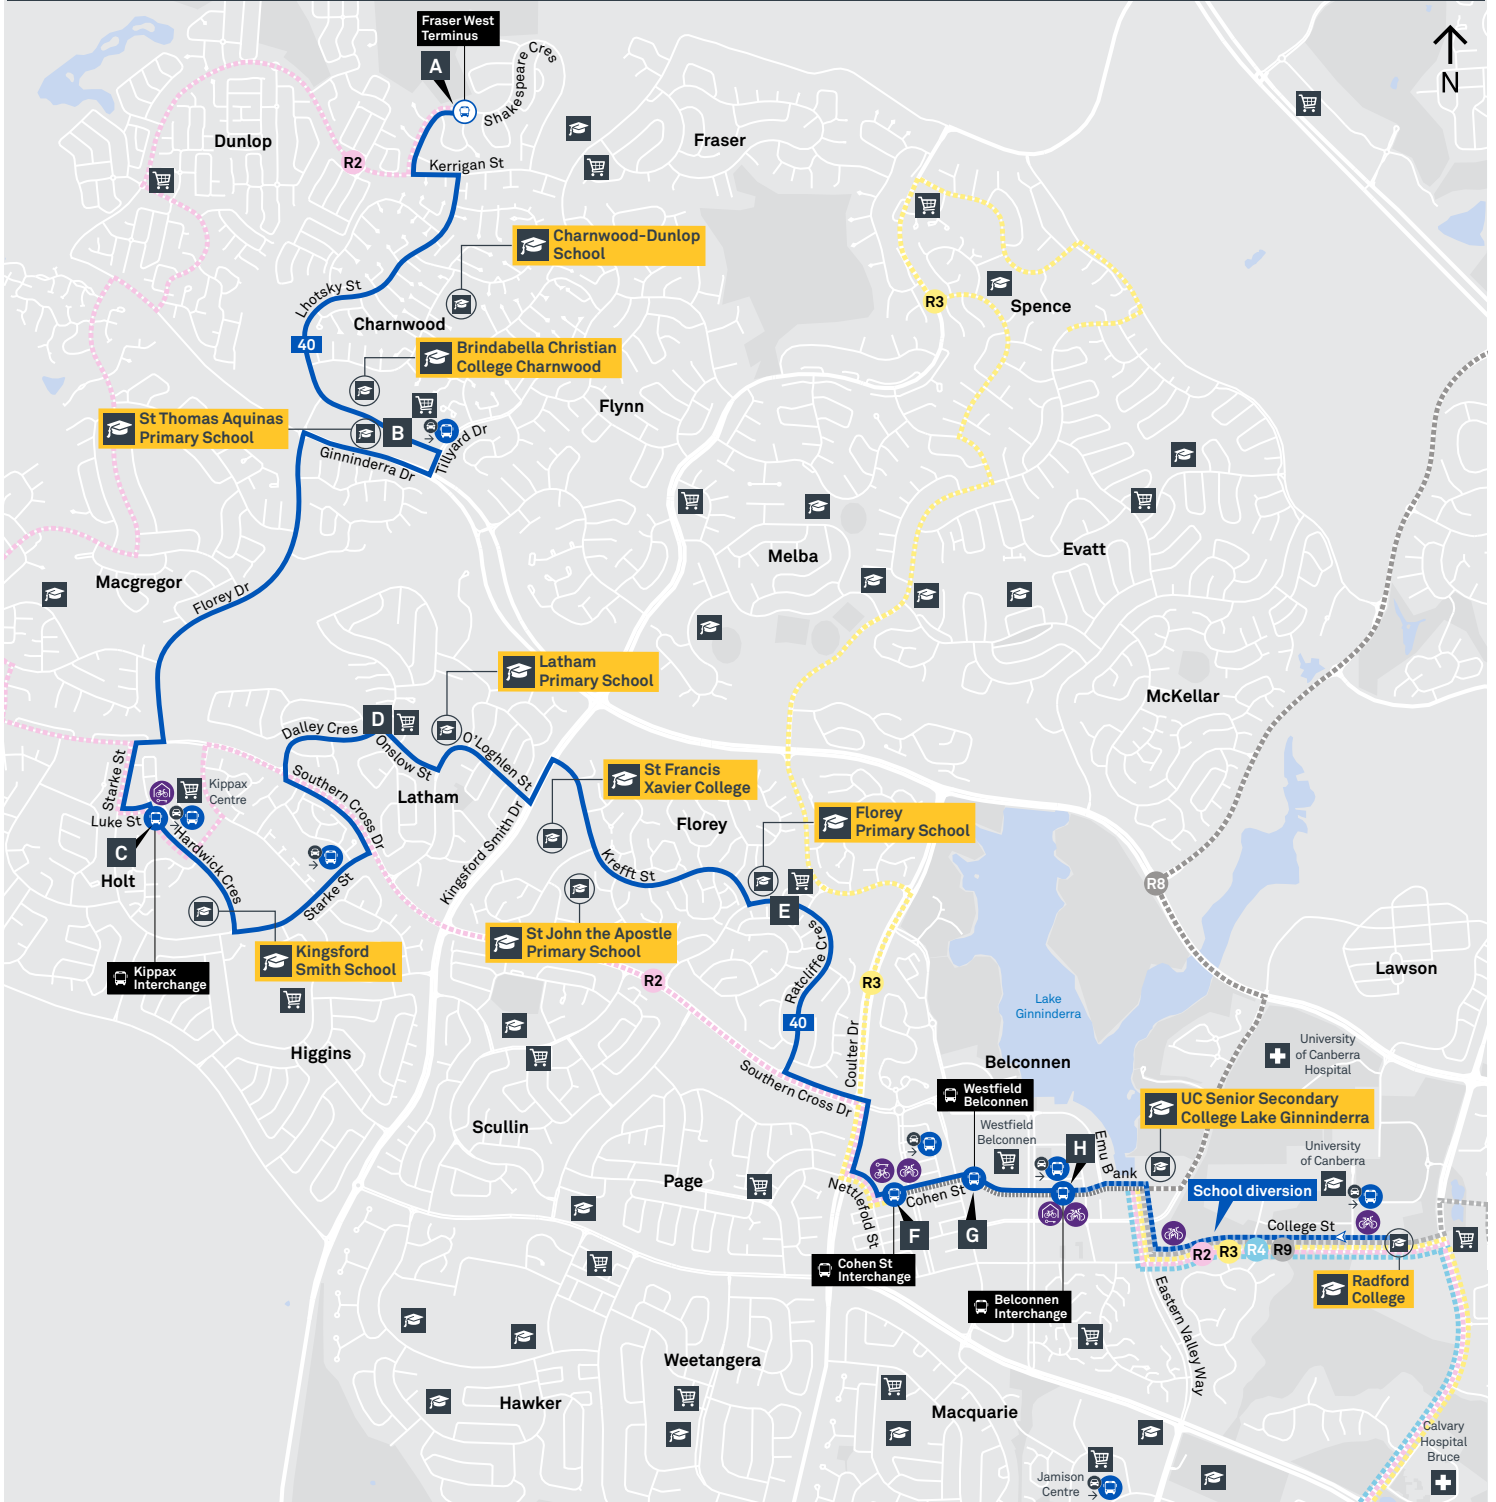 Fraser West
Terminus
A
Shakespeare Cres
N
Dunlop
Fraser
R2
Kerrigan St
Charnwood-Dunlop
School
Lhotsky St
R3
Spence
Charnwood
40
Brindabella Christian
College Charnwood
Flynn
St Thomas Aquinas
Primary School
B
Tillyard Dr
Ginninderra Dr
Melba
Evatt
Macgregor
Florey Dr
Latham
Primary School
McKellar
Dalley Cres
D
Onslow St
O'Loghlen St
Starke St
Southern Cross Dr
St Francis
Xavier College
Kippax
Centre
Latham
Kingsford Smith Dr
Florey
Florey
Primary School
Luke St
C
Hardwick Cres
Holt
Krefft St
R8
Starke St
E
Ratcliffe Cres
Kingsford
Smith School
St John the Apostle
Primary School
Kippax
Interchange
R2
R3
Lawson
Lake
Ginninderra
40
Higgins
Coulter Dr
University
of Canberra
Hospital
Belconnen
Southern Cross Dr
Westfield
Belconnen
UC Senior Secondary
College Lake Ginninderra
Scullin
Westfield
Belconnen
H
Emu Bank
University
of Canberra
Page
Nettlefold St
Cohen St
School diversion
F
G
College St
R2
R3
R4
R9
Cohen St
Interchange
Belconnen
Interchange
Radford
College
Eastern Valley Way
Weetangera
Hawker
Macquarie
Calvary
Hospital
Bruce
Jamison
Centre